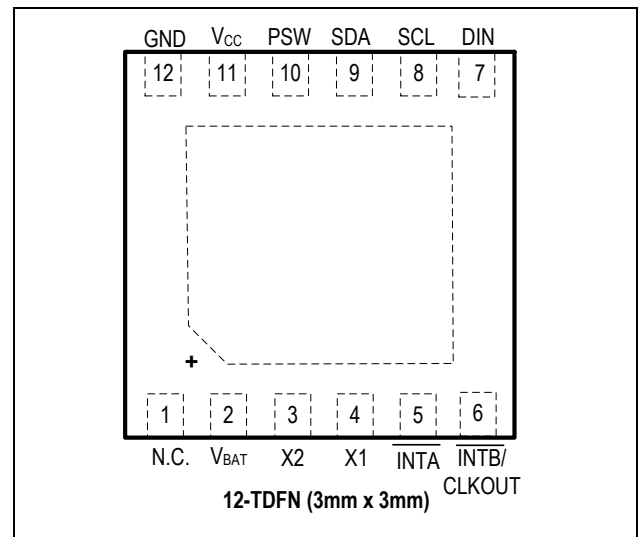 GND VCC PSW SDA SCL DIN
12 11 10 9 8 7
+
1 2 3 4 5 6
N.C. VBAT X2 X1 INTA INTB/
CLKOUT
12-TDFN (3mm x 3mm)